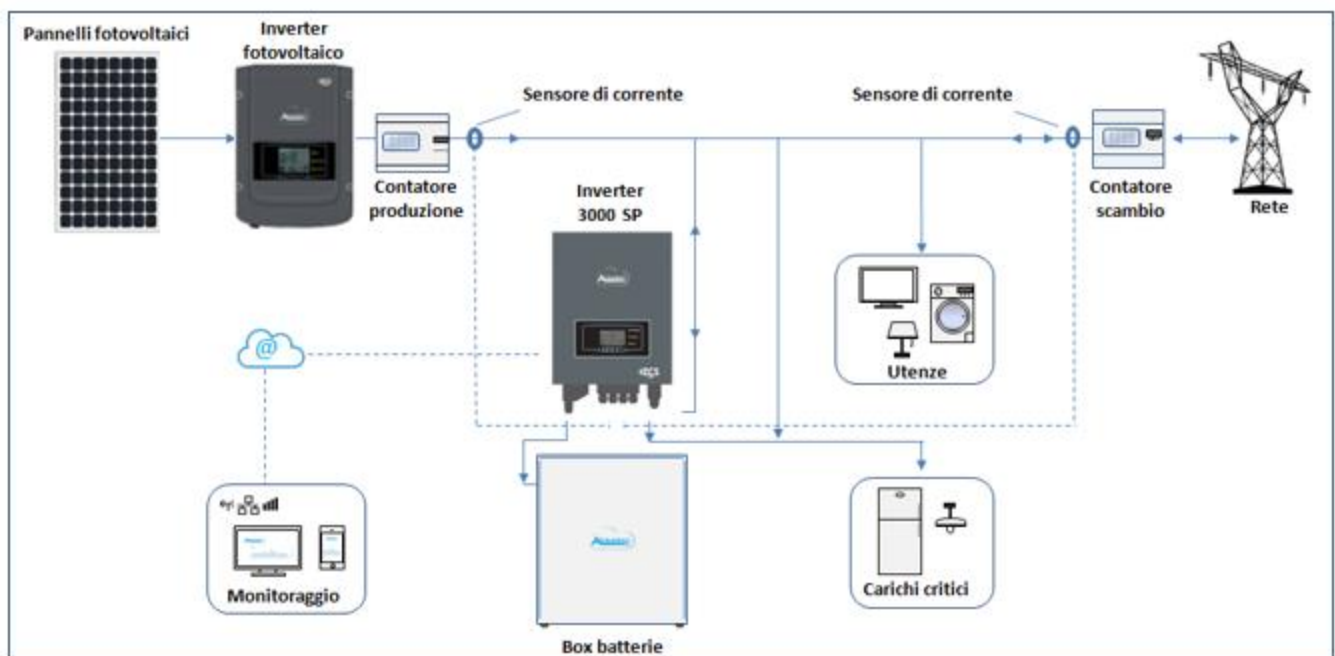 Pannelli fotovoltaici
Inverter
fotovoltaico
Sensore di corrente
Sensore di corrente
Contatore
produzione
Inverter
3000 SP
Contatore
scambio
Rete
@
Utenze
Monitoraggio
Carichi critici
Box batterie